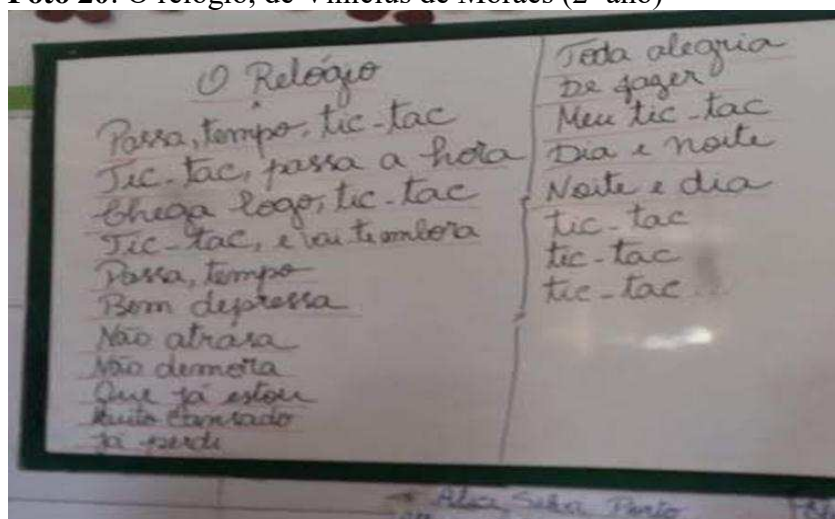 Foto 20: O relógio, de Vinicius de Moraes (2º ano)
O Relógio
Passa, tempo, tic-tac
Tic-tac, passa a hora
Chega logo, tic-tac
Tic-tac, e vai-te embora
Passa, tempo
Bem depressa
Não atrasa
Não demora
Que já estou
Muito cansado
Já perdi
Toda alegria
De fazer
Meu tic-tac
Dia e noite
Noite e dia
tic-tac
tic-tac
tic-tac...
Silva